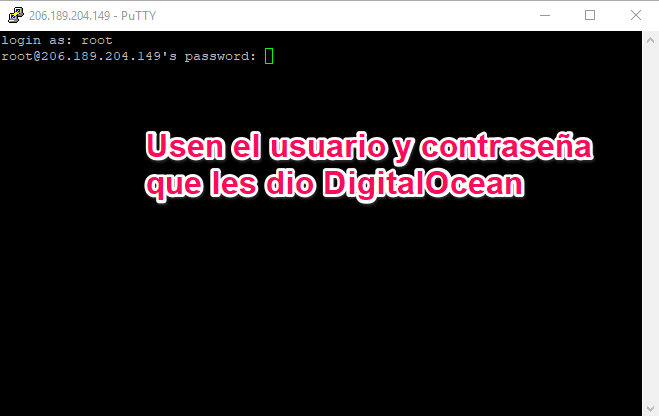 206.189.204.149 - PuTTY
login as: root
root@206.189.204.149's password:
Usen el usuario y contraseña
que les dio DigitalOcean